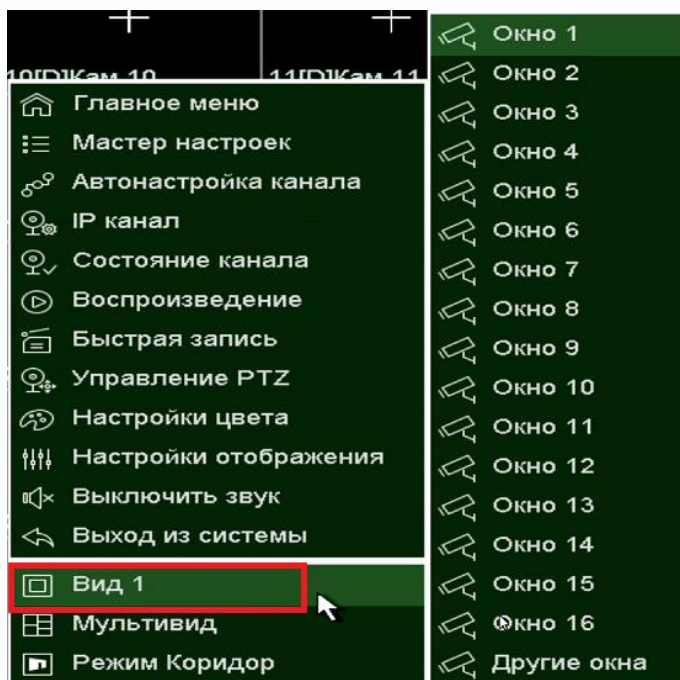 10[D]Кам 10
11[D]Кам 11
Главное меню
Мастер настроек
Автонастройка канала
IP канал
Состояние канала
Воспроизведение
Быстрая запись
Управление PTZ
Настройки цвета
Настройки отображения
Выключить звук
Выход из системы
Вид 1
Мультивид
Режим Коридор
Окно 1
Окно 2
Окно 3
Окно 4
Окно 5
Окно 6
Окно 7
Окно 8
Окно 9
Окно 10
Окно 11
Окно 12
Окно 13
Окно 14
Окно 15
Окно 16
Другие окна